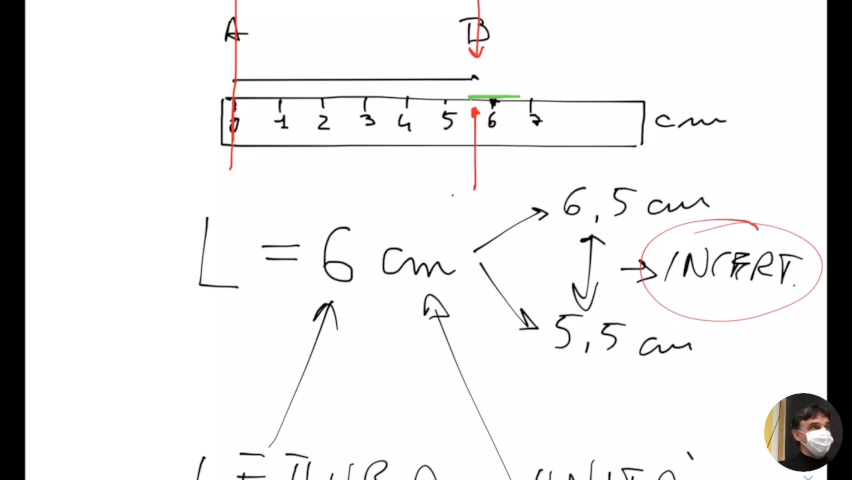 A B
0 1 2 3 4 5 6 7 cm
6,5 cm
L = 6 cm → INCERT.
5,5 cm